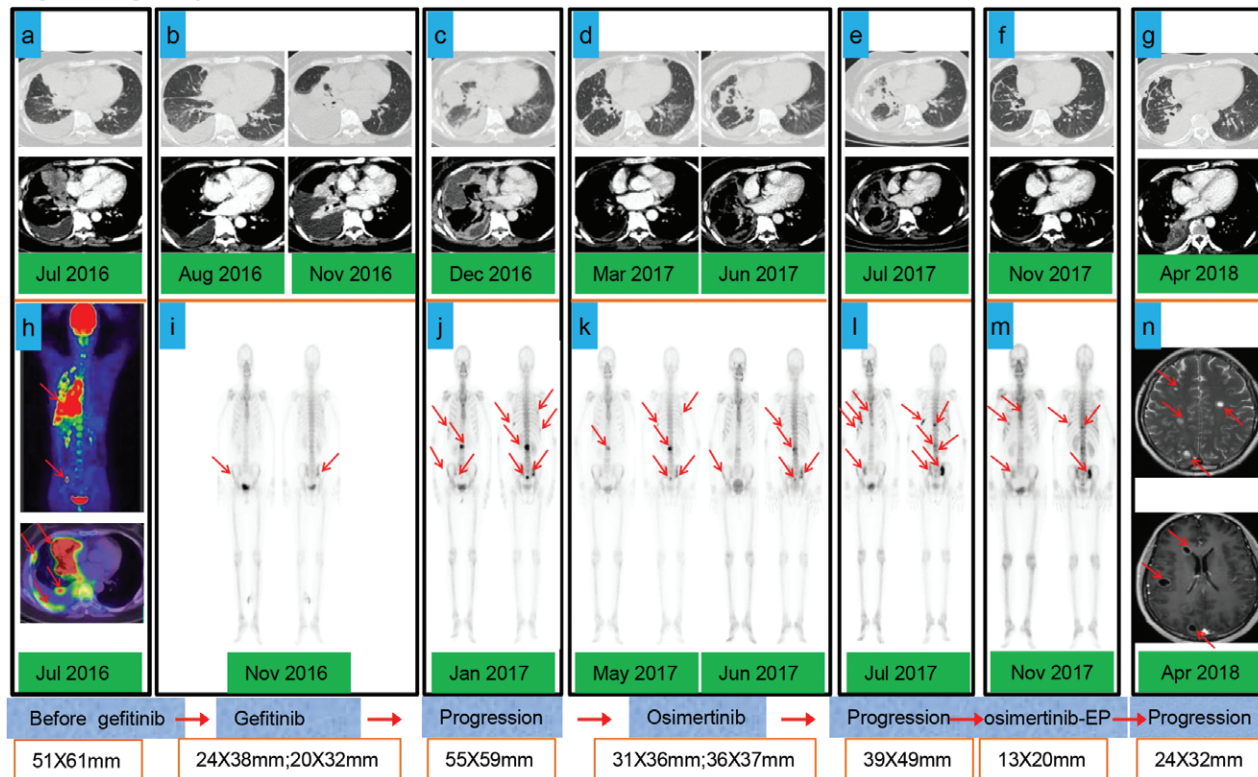 a
b
c
d
e
f
g
Jul 2016
Aug 2016
Nov 2016
Dec 2016
Mar 2017
Jun 2017
Jul 2017
Nov 2017
Apr 2018
h
i
j
k
l
m
n
Jul 2016
Nov 2016
Jan 2017
May 2017
Jun 2017
Jul 2017
Nov 2017
Apr 2018
Before gefitinib
Gefitinib
Progression
Osimertinib
Progression
osimertinib-EP
Progression
51X61mm
24X38mm;20X32mm
55X59mm
31X36mm;36X37mm
39X49mm
13X20mm
24X32mm